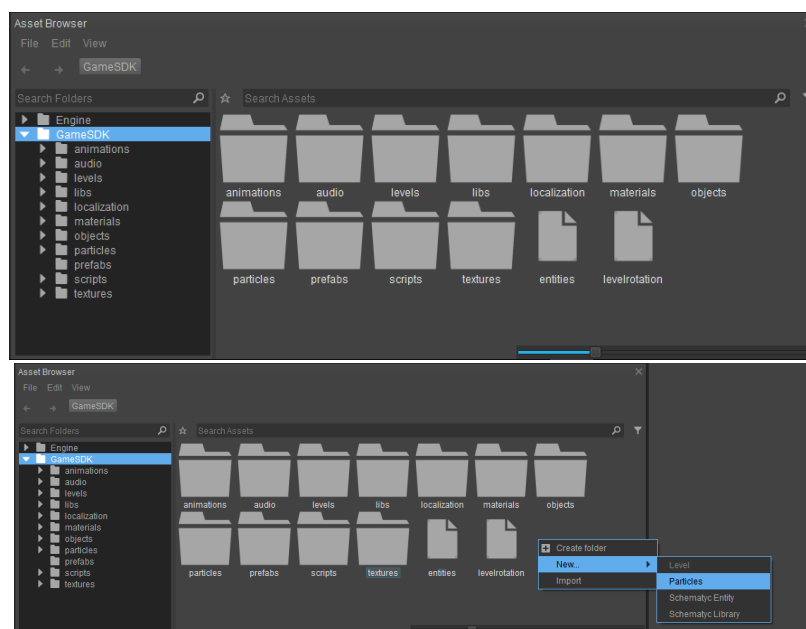 Asset Browser
File Edit View
GameSDK
Search Folders
Search Assets
Engine
GameSDK
animations
audio
levels
libs
localization
materials
objects
particles
prefabs
scripts
textures
animations audio levels libs localization materials objects
particles prefabs scripts textures entities levelrotation
Asset Browser
File Edit View
GameSDK
Search Folders
Search Assets
Engine
GameSDK
animations
audio
levels
libs
localization
materials
objects
particles
prefabs
scripts
textures
animations audio levels libs localization materials objects
particles prefabs scripts textures entities levelrotation
Create folder
New...
Import
Level
Particles
Schematyc Entity
Schematyc Library